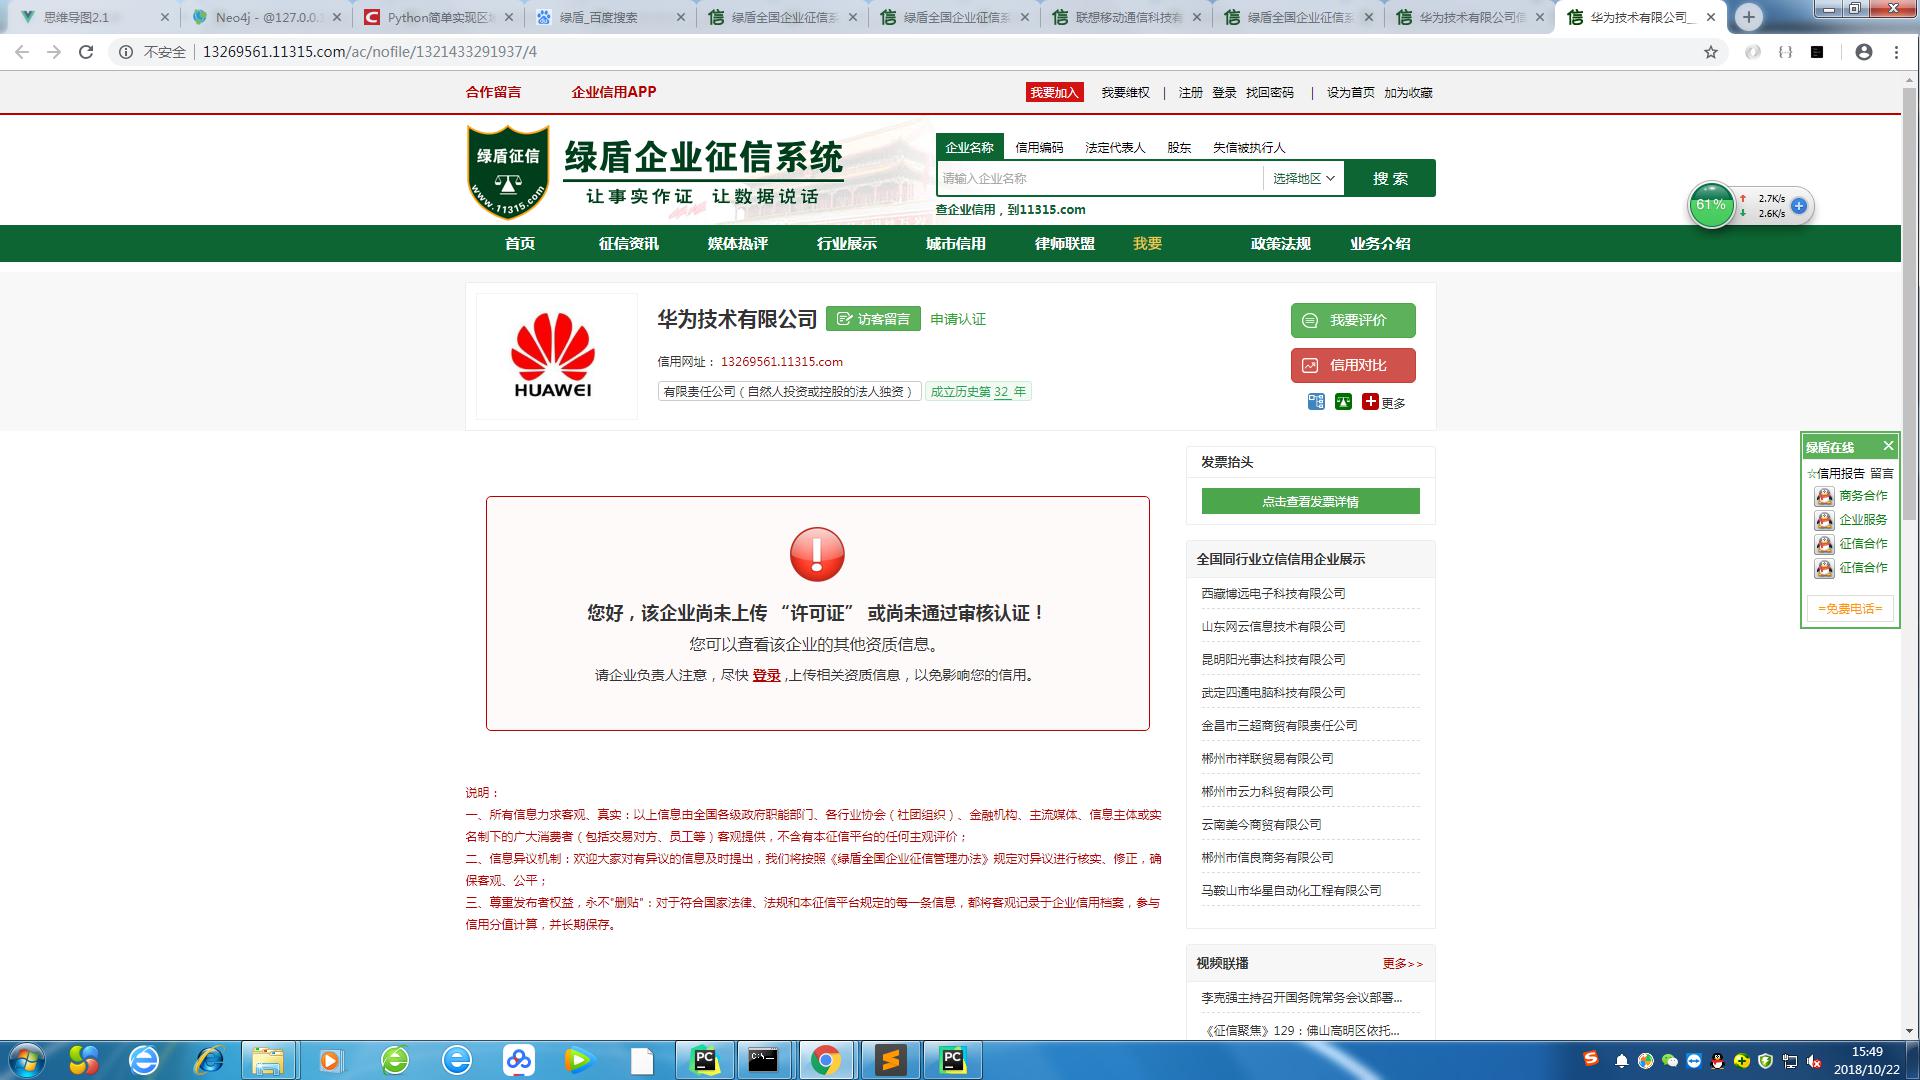 思维导图2.1
Neo4j - @127.0.0.1
Python简单实现区块
绿盾_百度搜索
绿盾全国企业征信系
绿盾全国企业征信系
联想移动通信科技有
绿盾全国企业征信系
华为技术有限公司信
华为技术有限公司_
不安全 | 13269561.11315.com/ac/nofile/1321433291937/4
合作留言 企业信用APP 我要加入 我要维权 | 注册 登录 找回密码 | 设为首页 加为收藏
绿盾征信
www.11315.com
绿盾企业征信系统
让事实作证 让数据说话
企业名称 信用编码 法定代表人 股东 失信被执行人
请输入企业名称 选择地区 搜 索
查企业信用，到11315.com
61% 2.7K/s
2.6K/s
首页 征信资讯 媒体热评 行业展示 城市信用 律师联盟 我要 政策法规 业务介绍
HUAWEI
华为技术有限公司 访客留言 申请认证
信用网址： 13269561.11315.com
有限责任公司（自然人投资或控股的法人独资） 成立历史第 32 年
我要评价
信用对比
更多
您好，该企业尚未上传 “许可证” 或尚未通过审核认证！
您可以查看该企业的其他资质信息。
请企业负责人注意，尽快 登录 ,上传相关资质信息，以免影响您的信用。
说明：
一、所有信息力求客观、真实：以上信息由全国各级政府职能部门、各行业协会（社团组织）、金融机构、主流媒体、信息主体或实
名制下的广大消费者（包括交易对方、员工等）客观提供，不含有本征信平台的任何主观评价；
二、信息异议机制：欢迎大家对有异议的信息及时提出，我们将按照《绿盾全国企业征信管理办法》规定对异议进行核实、修正，确
保客观、公平；
三、尊重发布者权益，永不"删贴"：对于符合国家法律、法规和本征信平台规定的每一条信息，都将客观记录于企业信用档案，参与
信用分值计算，并长期保存。
发票抬头
点击查看发票详情
全国同行业立信信用企业展示
西藏博远电子科技有限公司
山东网云信息技术有限公司
昆明阳光事达科技有限公司
武定四通电脑科技有限公司
金昌市三超商贸有限责任公司
郴州市祥联贸易有限公司
郴州市云力科贸有限公司
云南美今商贸有限公司
郴州市信良商务有限公司
马鞍山市华星自动化工程有限公司
视频联播 更多>>
李克强主持召开国务院常务会议部署...
《征信聚焦》129：佛山高明区依托...
绿盾在线
☆信用报告 留言
商务合作
企业服务
征信合作
征信合作
=免费电话=
15:49
2018/10/22